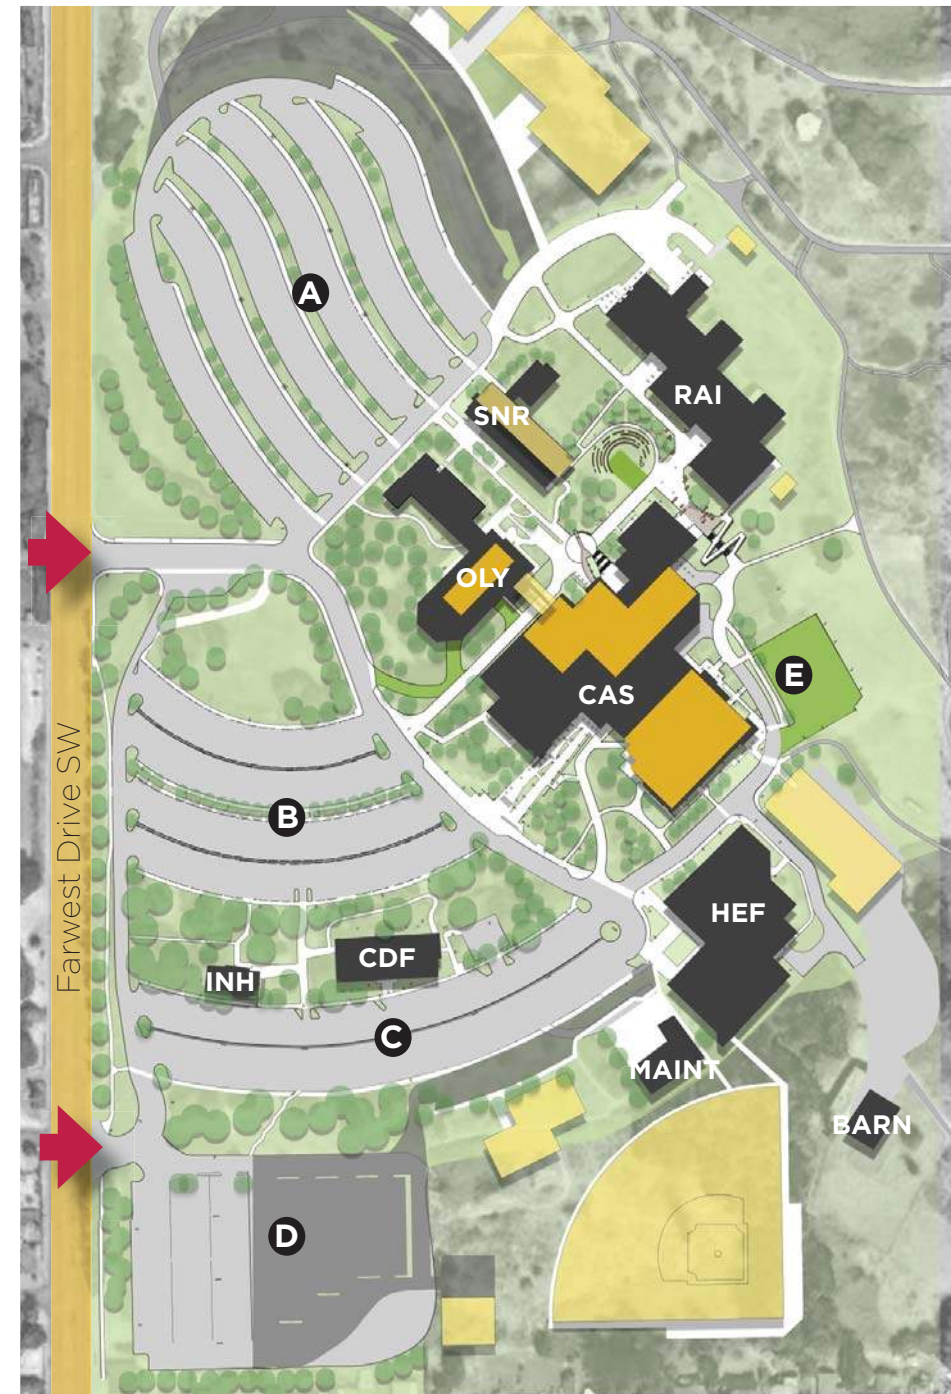 A
RAI
SNR
OLY
CAS
E
Farwest Drive SW
B
HEF
CDF
INH
C
MAINT
BARN
D